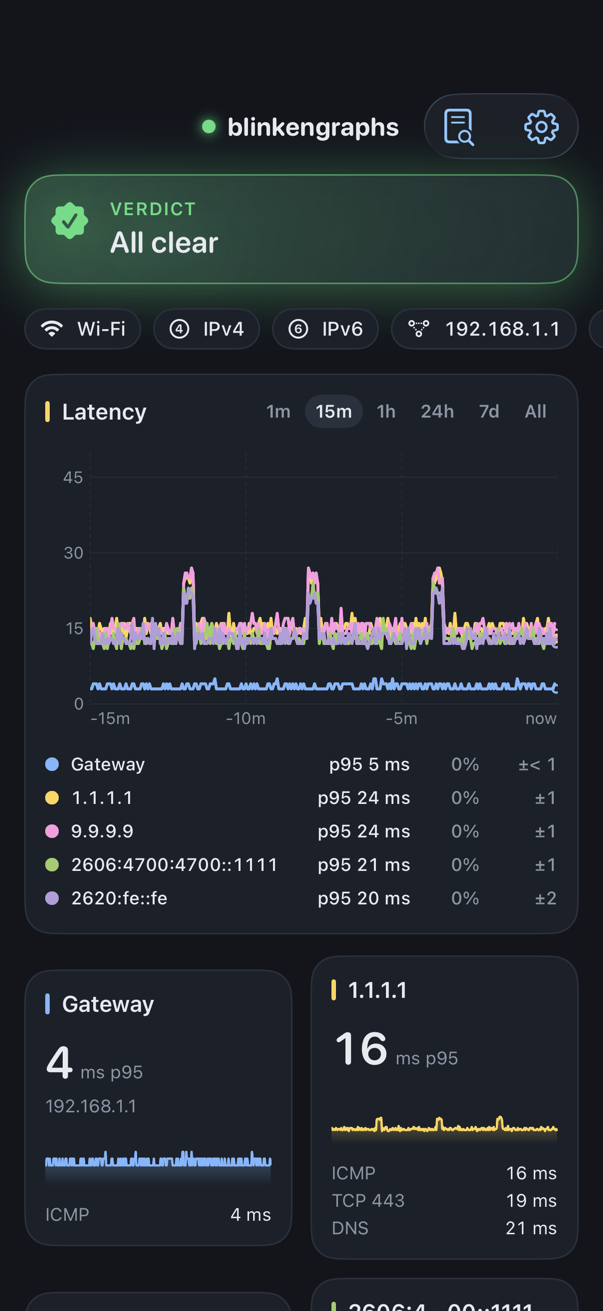 blinkengraphs
VERDICT
All clear
Wi-Fi
4 IPv4
6 IPv6
192.168.1.1
Latency
1m 15m 1h 24h 7d All
45
30
15
0
-15m -10m -5m now
Gateway p95 5 ms 0% ±< 1
1.1.1.1 p95 24 ms 0% ±1
9.9.9.9 p95 24 ms 0% ±1
2606:4700:4700::1111 p95 21 ms 0% ±1
2620:fe::fe p95 20 ms 0% ±2
Gateway
4 ms p95
192.168.1.1
ICMP 4 ms
1.1.1.1
16 ms p95
ICMP 16 ms
TCP 443 19 ms
DNS 21 ms
2606:4…00::1111